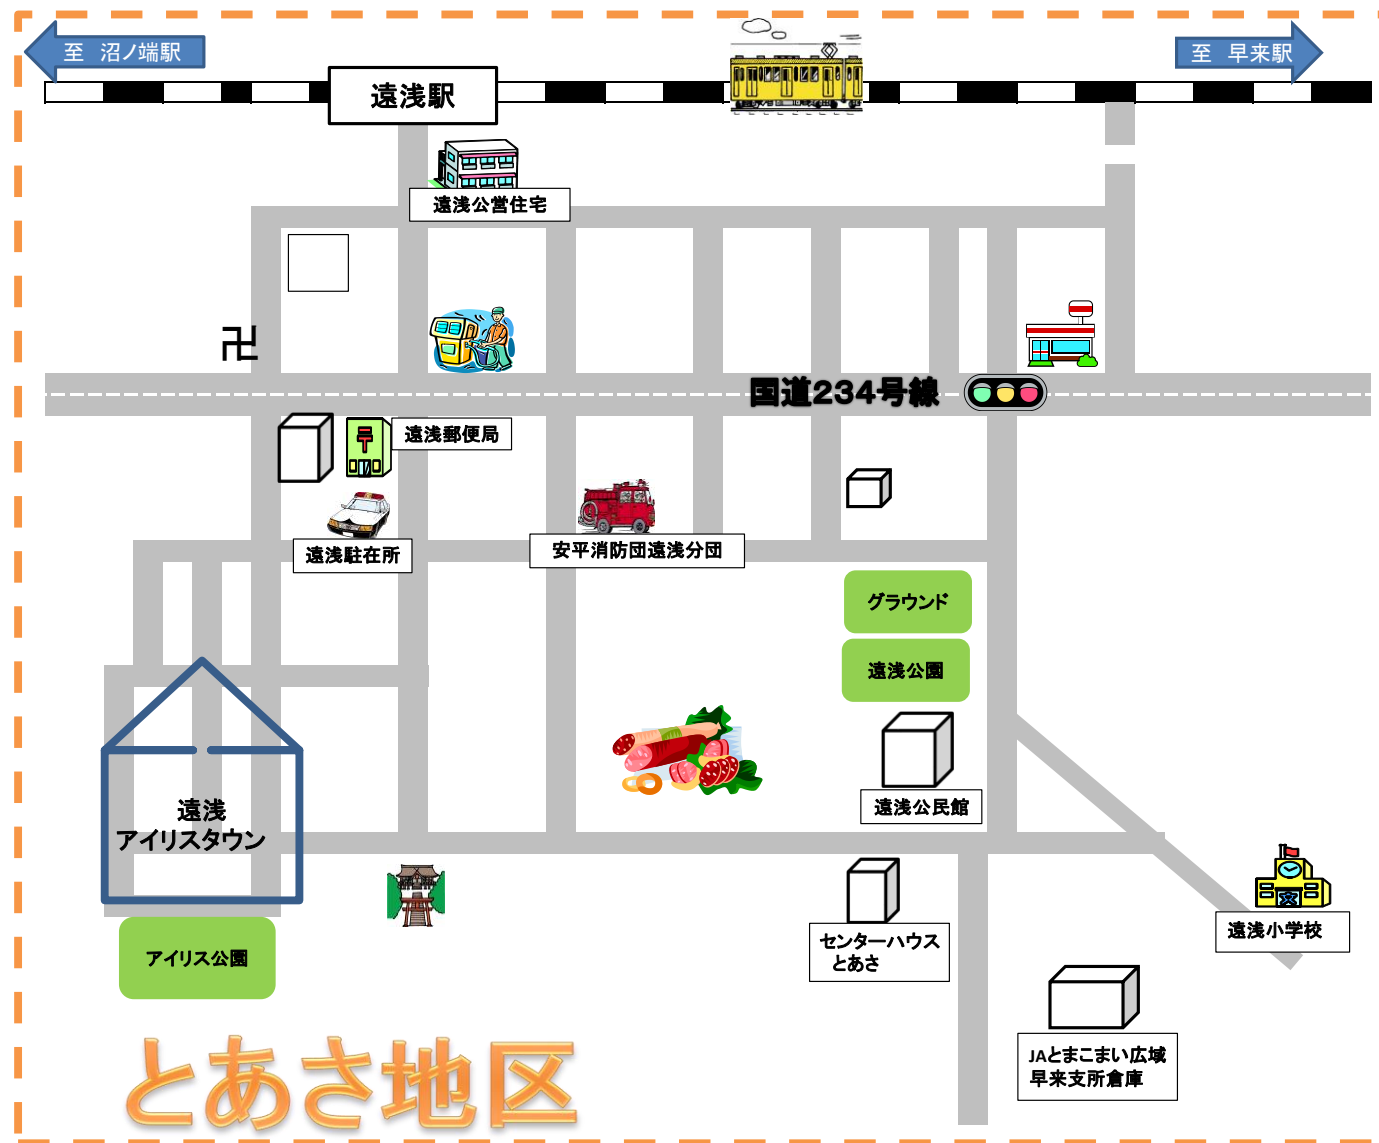 至　沼ノ端駅
至　早来駅
遠浅駅
遠浅公営住宅
卍
国道234号線
遠浅郵便局
〒
遠浅駐在所
安平消防団遠浅分団
グラウンド
遠浅公園
遠浅公民館
遠浅
アイリスタウン
センターハウス
とあさ
遠浅小学校
文
アイリス公園
JAとまこまい広域
早来支所倉庫
とあさ地区